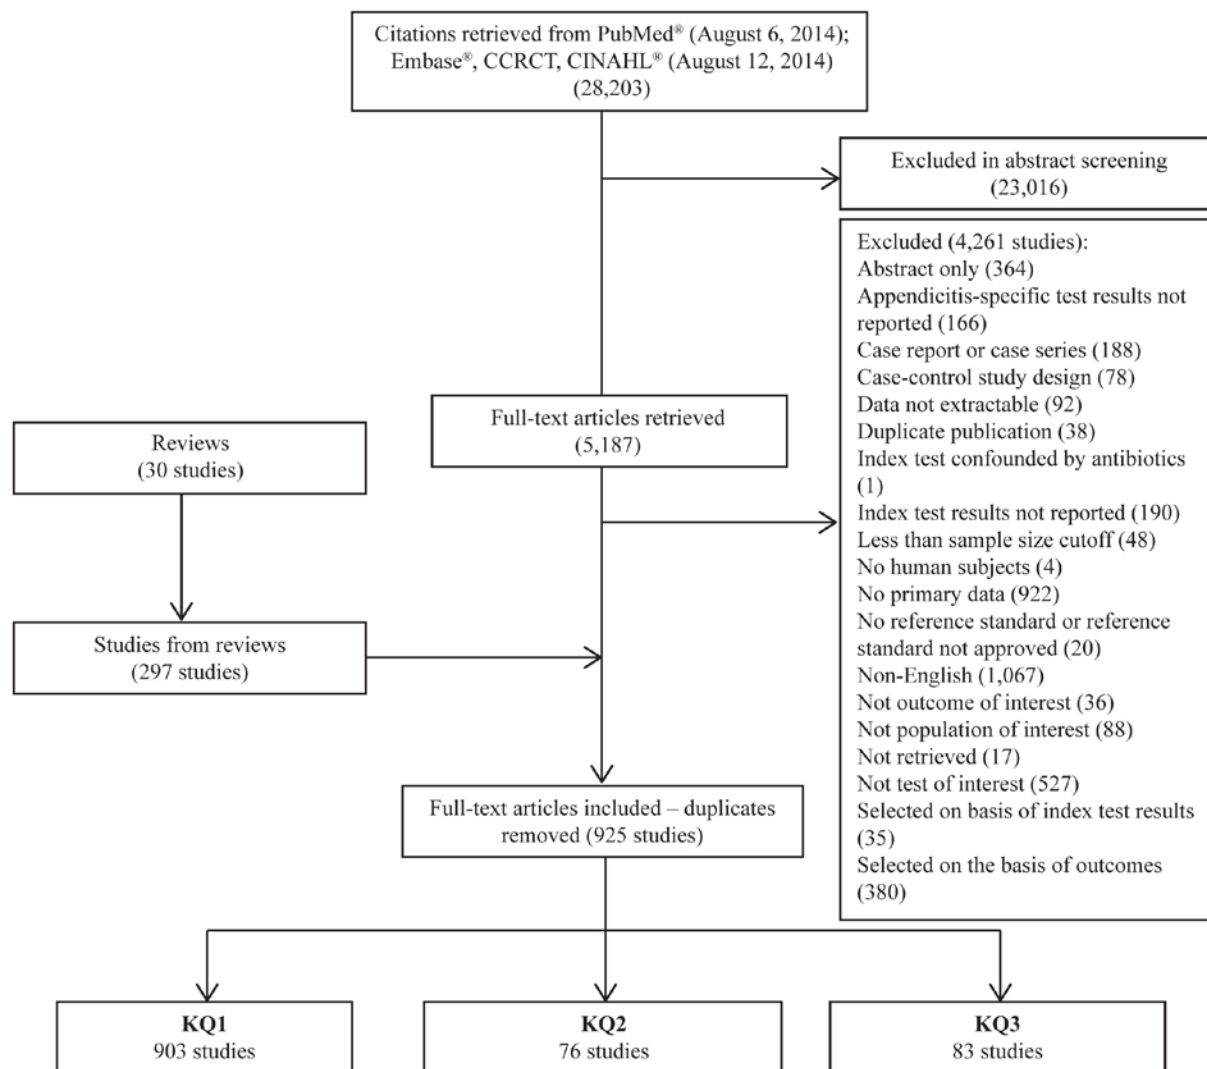 Citations retrieved from PubMed® (August 6, 2014);
Embase®, CCRCT, CINAHL® (August 12, 2014)
(28,203)
Excluded in abstract screening
(23,016)
Excluded (4,261 studies):
Abstract only (364)
Appendicitis-specific test results not
reported (166)
Case report or case series (188)
Case-control study design (78)
Data not extractable (92)
Duplicate publication (38)
Index test confounded by antibiotics
(1)
Index test results not reported (190)
Less than sample size cutoff (48)
No human subjects (4)
No primary data (922)
No reference standard or reference
standard not approved (20)
Non-English (1,067)
Not outcome of interest (36)
Not population of interest (88)
Not retrieved (17)
Not test of interest (527)
Selected on basis of index test results
(35)
Selected on the basis of outcomes
(380)
Full-text articles retrieved
(5,187)
Reviews
(30 studies)
Studies from reviews
(297 studies)
Full-text articles included – duplicates
removed (925 studies)
KQ1
903 studies
KQ2
76 studies
KQ3
83 studies